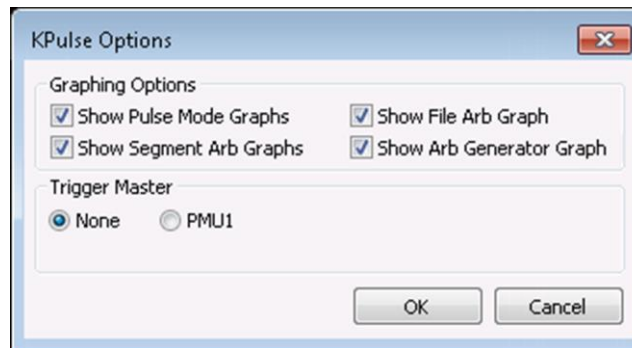 KPulse Options
Graphing Options
Show Pulse Mode Graphs
Show File Arb Graph
Show Segment Arb Graphs
Show Arb Generator Graph
Trigger Master
None
PMU1
OK
Cancel